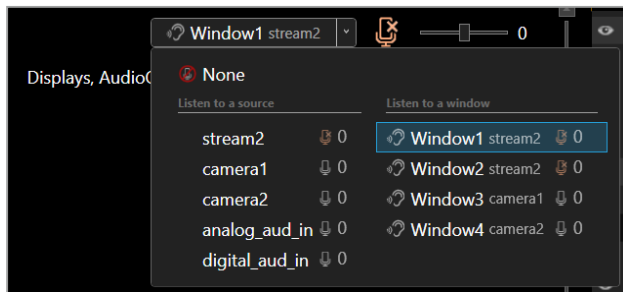 Window1 stream2
0
Displays, Audio
None
Listen to a source
Listen to a window
stream2 0
Window1 stream2 0
camera1 0
Window2 stream2 0
camera2 0
Window3 camera1 0
analog_aud_in 0
Window4 camera2 0
digital_aud_in 0